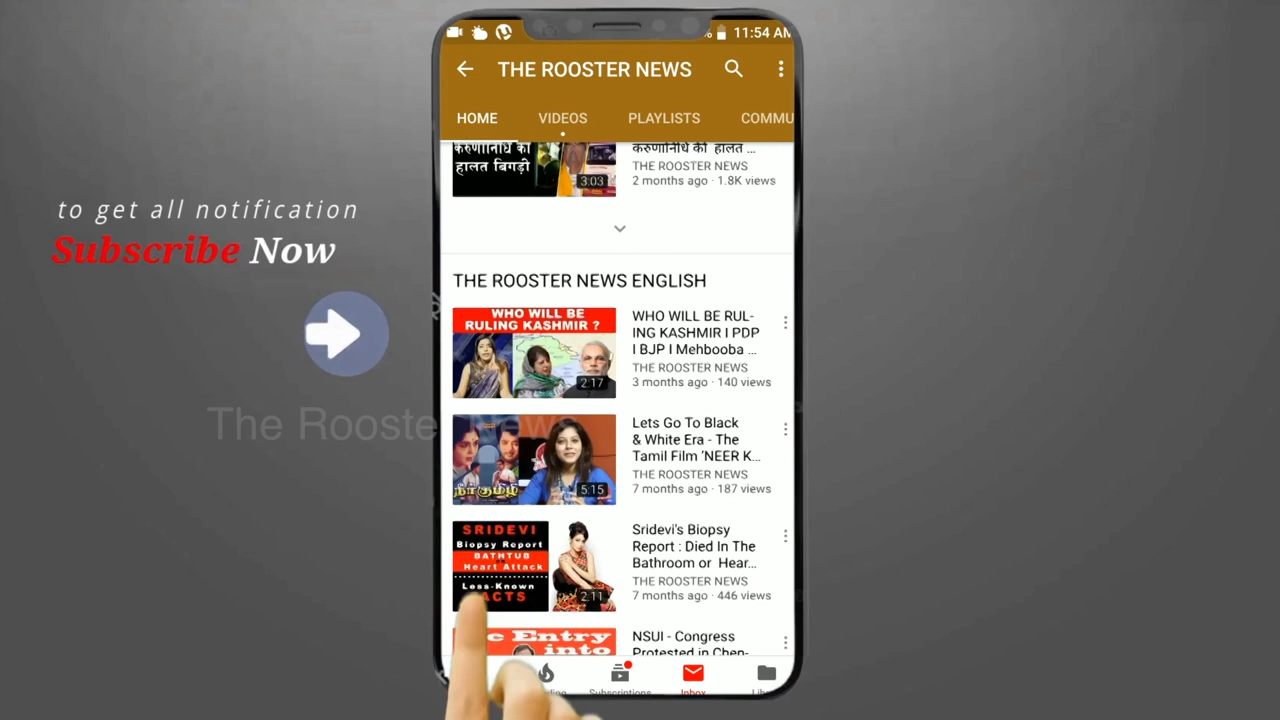 11:54 AM
THE ROOSTER NEWS
HOME VIDEOS PLAYLISTS COMMU
करुणानिधि की
हालत बिगड़ी
3:03
करुणानिधि की हालत ...
THE ROOSTER NEWS
2 months ago · 1.8K views
to get all notification
Subscribe Now
THE ROOSTER NEWS ENGLISH
WHO WILL BE
RULING KASHMIR ?
2:17
WHO WILL BE RUL-
ING KASHMIR I PDP
I BJP I Mehbooba ...
THE ROOSTER NEWS
3 months ago · 140 views
The Rooster News
5:15
Lets Go To Black
& White Era - The
Tamil Film 'NEER K...
THE ROOSTER NEWS
7 months ago · 187 views
SRIDEVI
Biopsy Report
BATHTUB
Heart Attack
Less-Known
FACTS
2:11
Sridevi's Biopsy
Report : Died In The
Bathroom or Hear...
THE ROOSTER NEWS
7 months ago · 446 views
Entry
into
NSUI - Congress
Protested in Chen-
Subscriptions Inbox